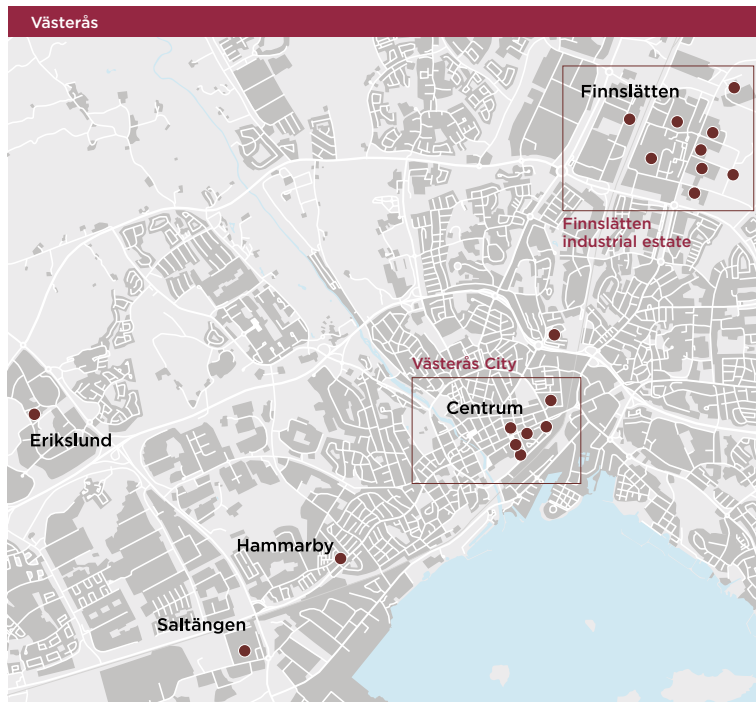 Västerås
Finnslätten
Finnslätten
industrial estate
Västerås City
Centrum
Erikslund
Hammarby
Saltängen